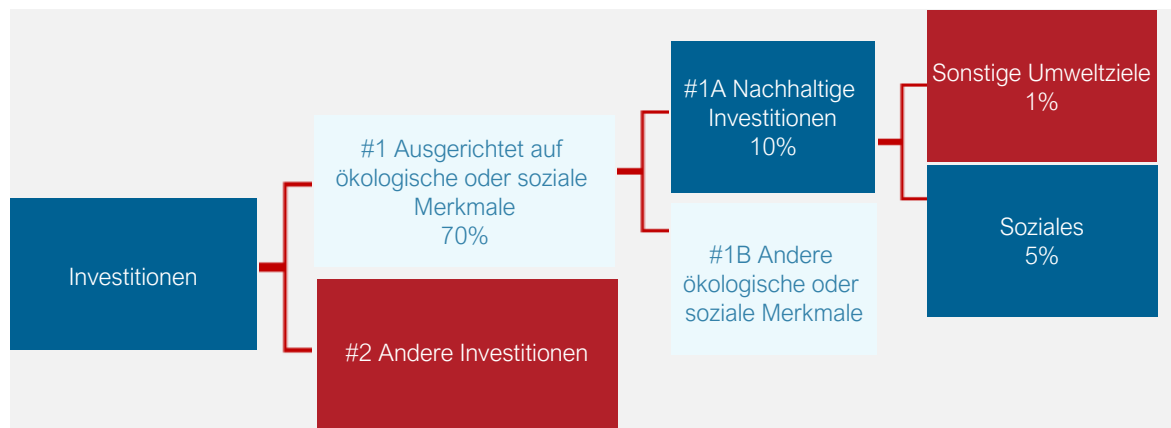 Investitionen
#1 Ausgerichtet auf
ökologische oder soziale
Merkmale
70%
#2 Andere Investitionen
#1A Nachhaltige
Investitionen
10%
#1B Andere
ökologische oder
soziale Merkmale
Sonstige Umweltziele
1%
Soziales
5%